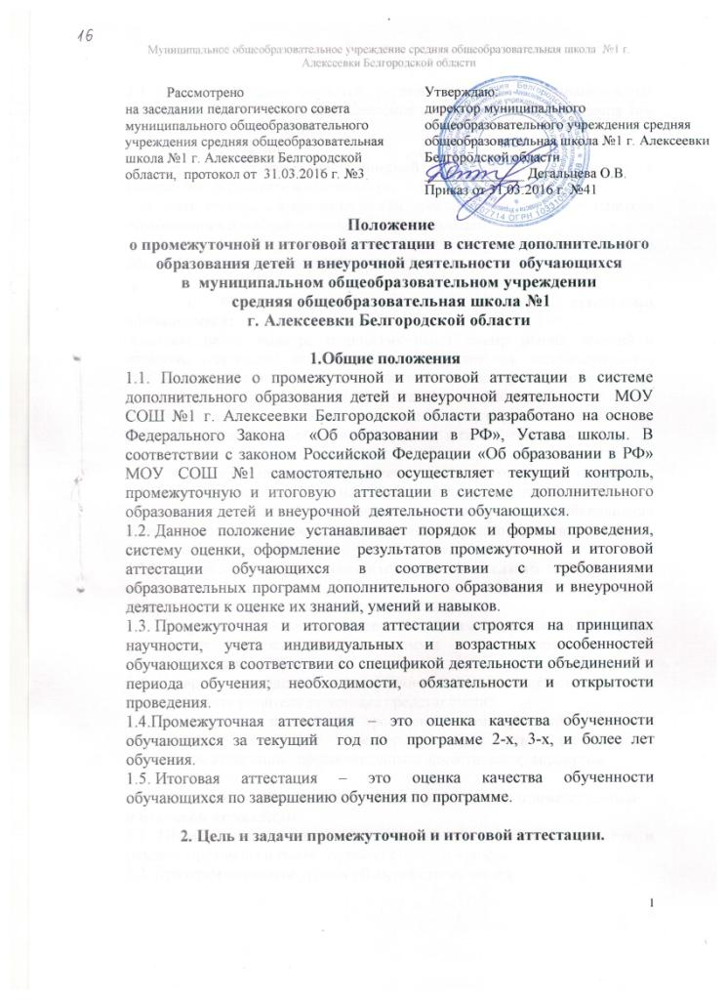 16
Муниципальное общеобразовательное учреждение средняя общеобразовательная школа №1 г.
Алексеевки Белгородской области
Рассмотрено
на заседании педагогического совета
муниципального общеобразовательного
учреждения средняя общеобразовательная
школа №1 г. Алексеевки Белгородской
области, протокол от 31.03.2016 г. №3
Утверждаю:
директор муниципального
общеобразовательного учреждения средняя
общеобразовательная школа №1 г. Алексеевки
Белгородской области
Дегальцева О.В.
Приказ от 31.03.2016 г. №41
Положение
о промежуточной и итоговой аттестации в системе дополнительного
образования детей и внеурочной деятельности обучающихся
в муниципальном общеобразовательном учреждении
средняя общеобразовательная школа №1
г. Алексеевки Белгородской области
1.Общие положения
1.1. Положение о промежуточной и итоговой аттестации в системе
дополнительного образования детей и внеурочной деятельности МОУ
СОШ №1 г. Алексеевки Белгородской области разработано на основе
Федерального Закона «Об образовании в РФ», Устава школы. В
соответствии с законом Российской Федерации «Об образовании в РФ»
МОУ СОШ №1 самостоятельно осуществляет текущий контроль,
промежуточную и итоговую аттестации в системе дополнительного
образования детей и внеурочной деятельности обучающихся.
1.2. Данное положение устанавливает порядок и формы проведения,
систему оценки, оформление результатов промежуточной и итоговой
аттестации обучающихся в соответствии с требованиями
образовательных программ дополнительного образования и внеурочной
деятельности к оценке их знаний, умений и навыков.
1.3. Промежуточная и итоговая аттестации строятся на принципах
научности, учета индивидуальных и возрастных особенностей
обучающихся в соответствии со спецификой деятельности объединений и
периода обучения; необходимости, обязательности и открытости
проведения.
1.4.Промежуточная аттестация – это оценка качества обученности
обучающихся за текущий год по программе 2-х, 3-х, и более лет
обучения.
1.5. Итоговая аттестация – это оценка качества обученности
обучающихся по завершению обучения по программе.
2. Цель и задачи промежуточной и итоговой аттестации.
1